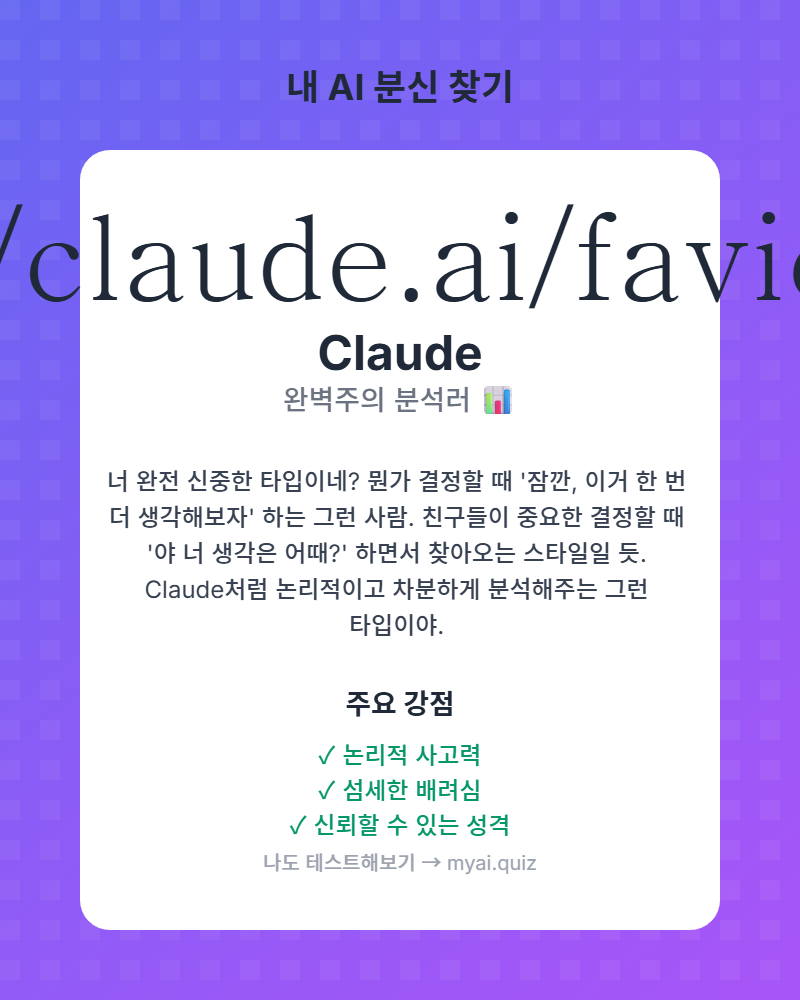 내 AI 분신 찾기
/claude.ai/favic
Claude
완벽주의 분석러 📊
너 완전 신중한 타입이네? 뭔가 결정할 때 '잠깐, 이거 한 번
더 생각해보자' 하는 그런 사람. 친구들이 중요한 결정할 때
'야 너 생각은 어때?' 하면서 찾아오는 스타일일 듯.
Claude처럼 논리적이고 차분하게 분석해주는 그런
타입이야.
주요 강점
✓ 논리적 사고력
✓ 섬세한 배려심
✓ 신뢰할 수 있는 성격
나도 테스트해보기 → myai.quiz